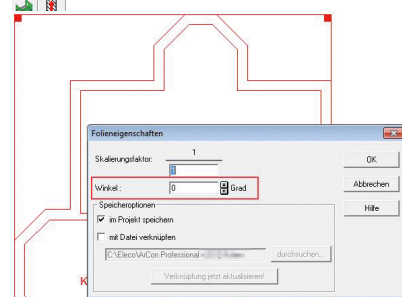 Folieneigenschaften
Skalierungsfaktor:
1
1
OK
Winkel :
0
Grad
Abbrechen
Speicheroptionen
Hilfe
im Projekt speichern
mit Datei verknüpfen
C:\Eleco\ArCon Professional
durchsuchen...
Verknüpfung jetzt aktualisieren!
K